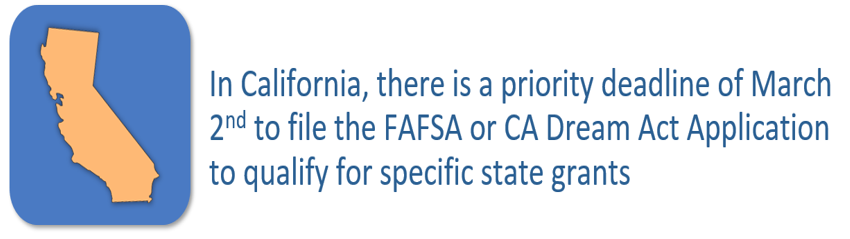 In California, there is a priority deadline of March
2nd to file the FAFSA or CA Dream Act Application
to qualify for specific state grants